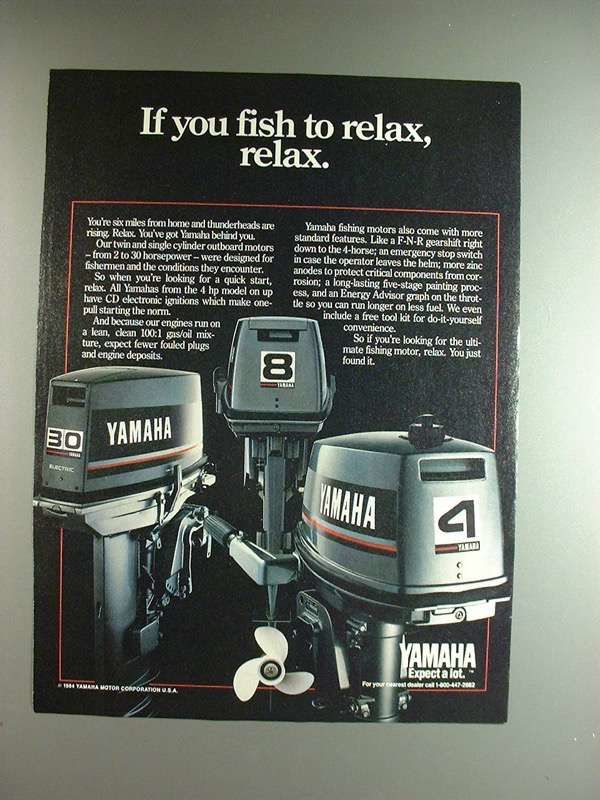 If you fish to relax,
relax.
You're six miles from home and thunderheads are
rising. Relax. You've got Yamaha behind you.
Our twin and single cylinder outboard motors
– from 2 to 30 horsepower – were designed for
fishermen and the conditions they encounter.
So when you're looking for a quick start,
relax. All Yamahas from the 4 hp model on up
have CD electronic ignitions which make one-
pull starting the norm.
And because our engines run on
a lean, clean 100:1 gas/oil mix-
ture, expect fewer fouled plugs
and engine deposits.
Yamaha fishing motors also come with more
standard features. Like a F-N-R gearshift right
down to the 4-horse; an emergency stop switch
in case the operator leaves the helm; more zinc
anodes to protect critical components from cor-
rosion; a long-lasting five-stage painting proc-
ess, and an Energy Advisor graph on the throt-
tle so you can run longer on less fuel. We even
include a free tool kit for do-it-yourself
convenience.
So if you're looking for the ulti-
mate fishing motor, relax. You just
found it.
8
YAMAHA
30
YAMAHA
ELECTRIC
YAMAHA
YAMAHA
4
YAMAHA
YAMAHA
Expect a lot.™
For your nearest dealer call 1-800-447-2882
© 1984 YAMAHA MOTOR CORPORATION U.S.A.